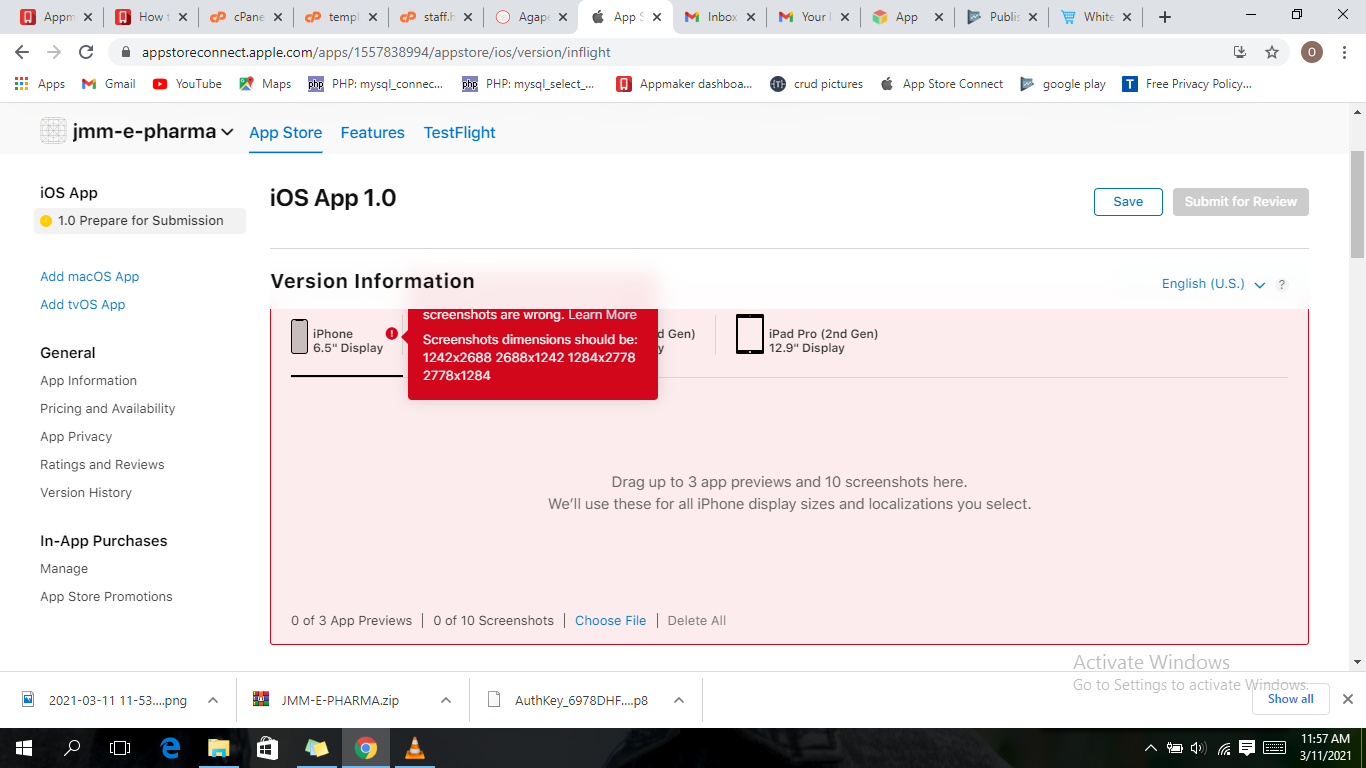 Appm
How t
cPane
templ
staff.h
Agape
App S
Inbox
Your
App
Publis
White
appstoreconnect.apple.com/apps/1557838994/appstore/ios/version/inflight
O
Apps
Gmail
YouTube
Maps
php PHP: mysql_connec...
php PHP: mysql_select_...
Appmaker dashboa...
crud pictures
App Store Connect
google play
T Free Privacy Policy...
jmm-e-pharma
App Store
Features
TestFlight
iOS App
1.0 Prepare for Submission
Add macOS App
Add tvOS App
General
App Information
Pricing and Availability
App Privacy
Ratings and Reviews
Version History
In-App Purchases
Manage
App Store Promotions
iOS App 1.0
Save
Submit for Review
Version Information
English (U.S.)
?
iPhone
6.5" Display
!
screenshots are wrong. Learn More
Screenshots dimensions should be:
1242x2688 2688x1242 1284x2778
2778x1284
d Gen)
y
iPad Pro (2nd Gen)
12.9" Display
Drag up to 3 app previews and 10 screenshots here.
We'll use these for all iPhone display sizes and localizations you select.
0 of 3 App Previews
0 of 10 Screenshots
Choose File
Delete All
Activate Windows
Go to Settings to activate Windows.
2021-03-11 11-53....png
JMM-E-PHARMA.zip
AuthKey_6978DHF....p8
Show all
11:57 AM
3/11/2021